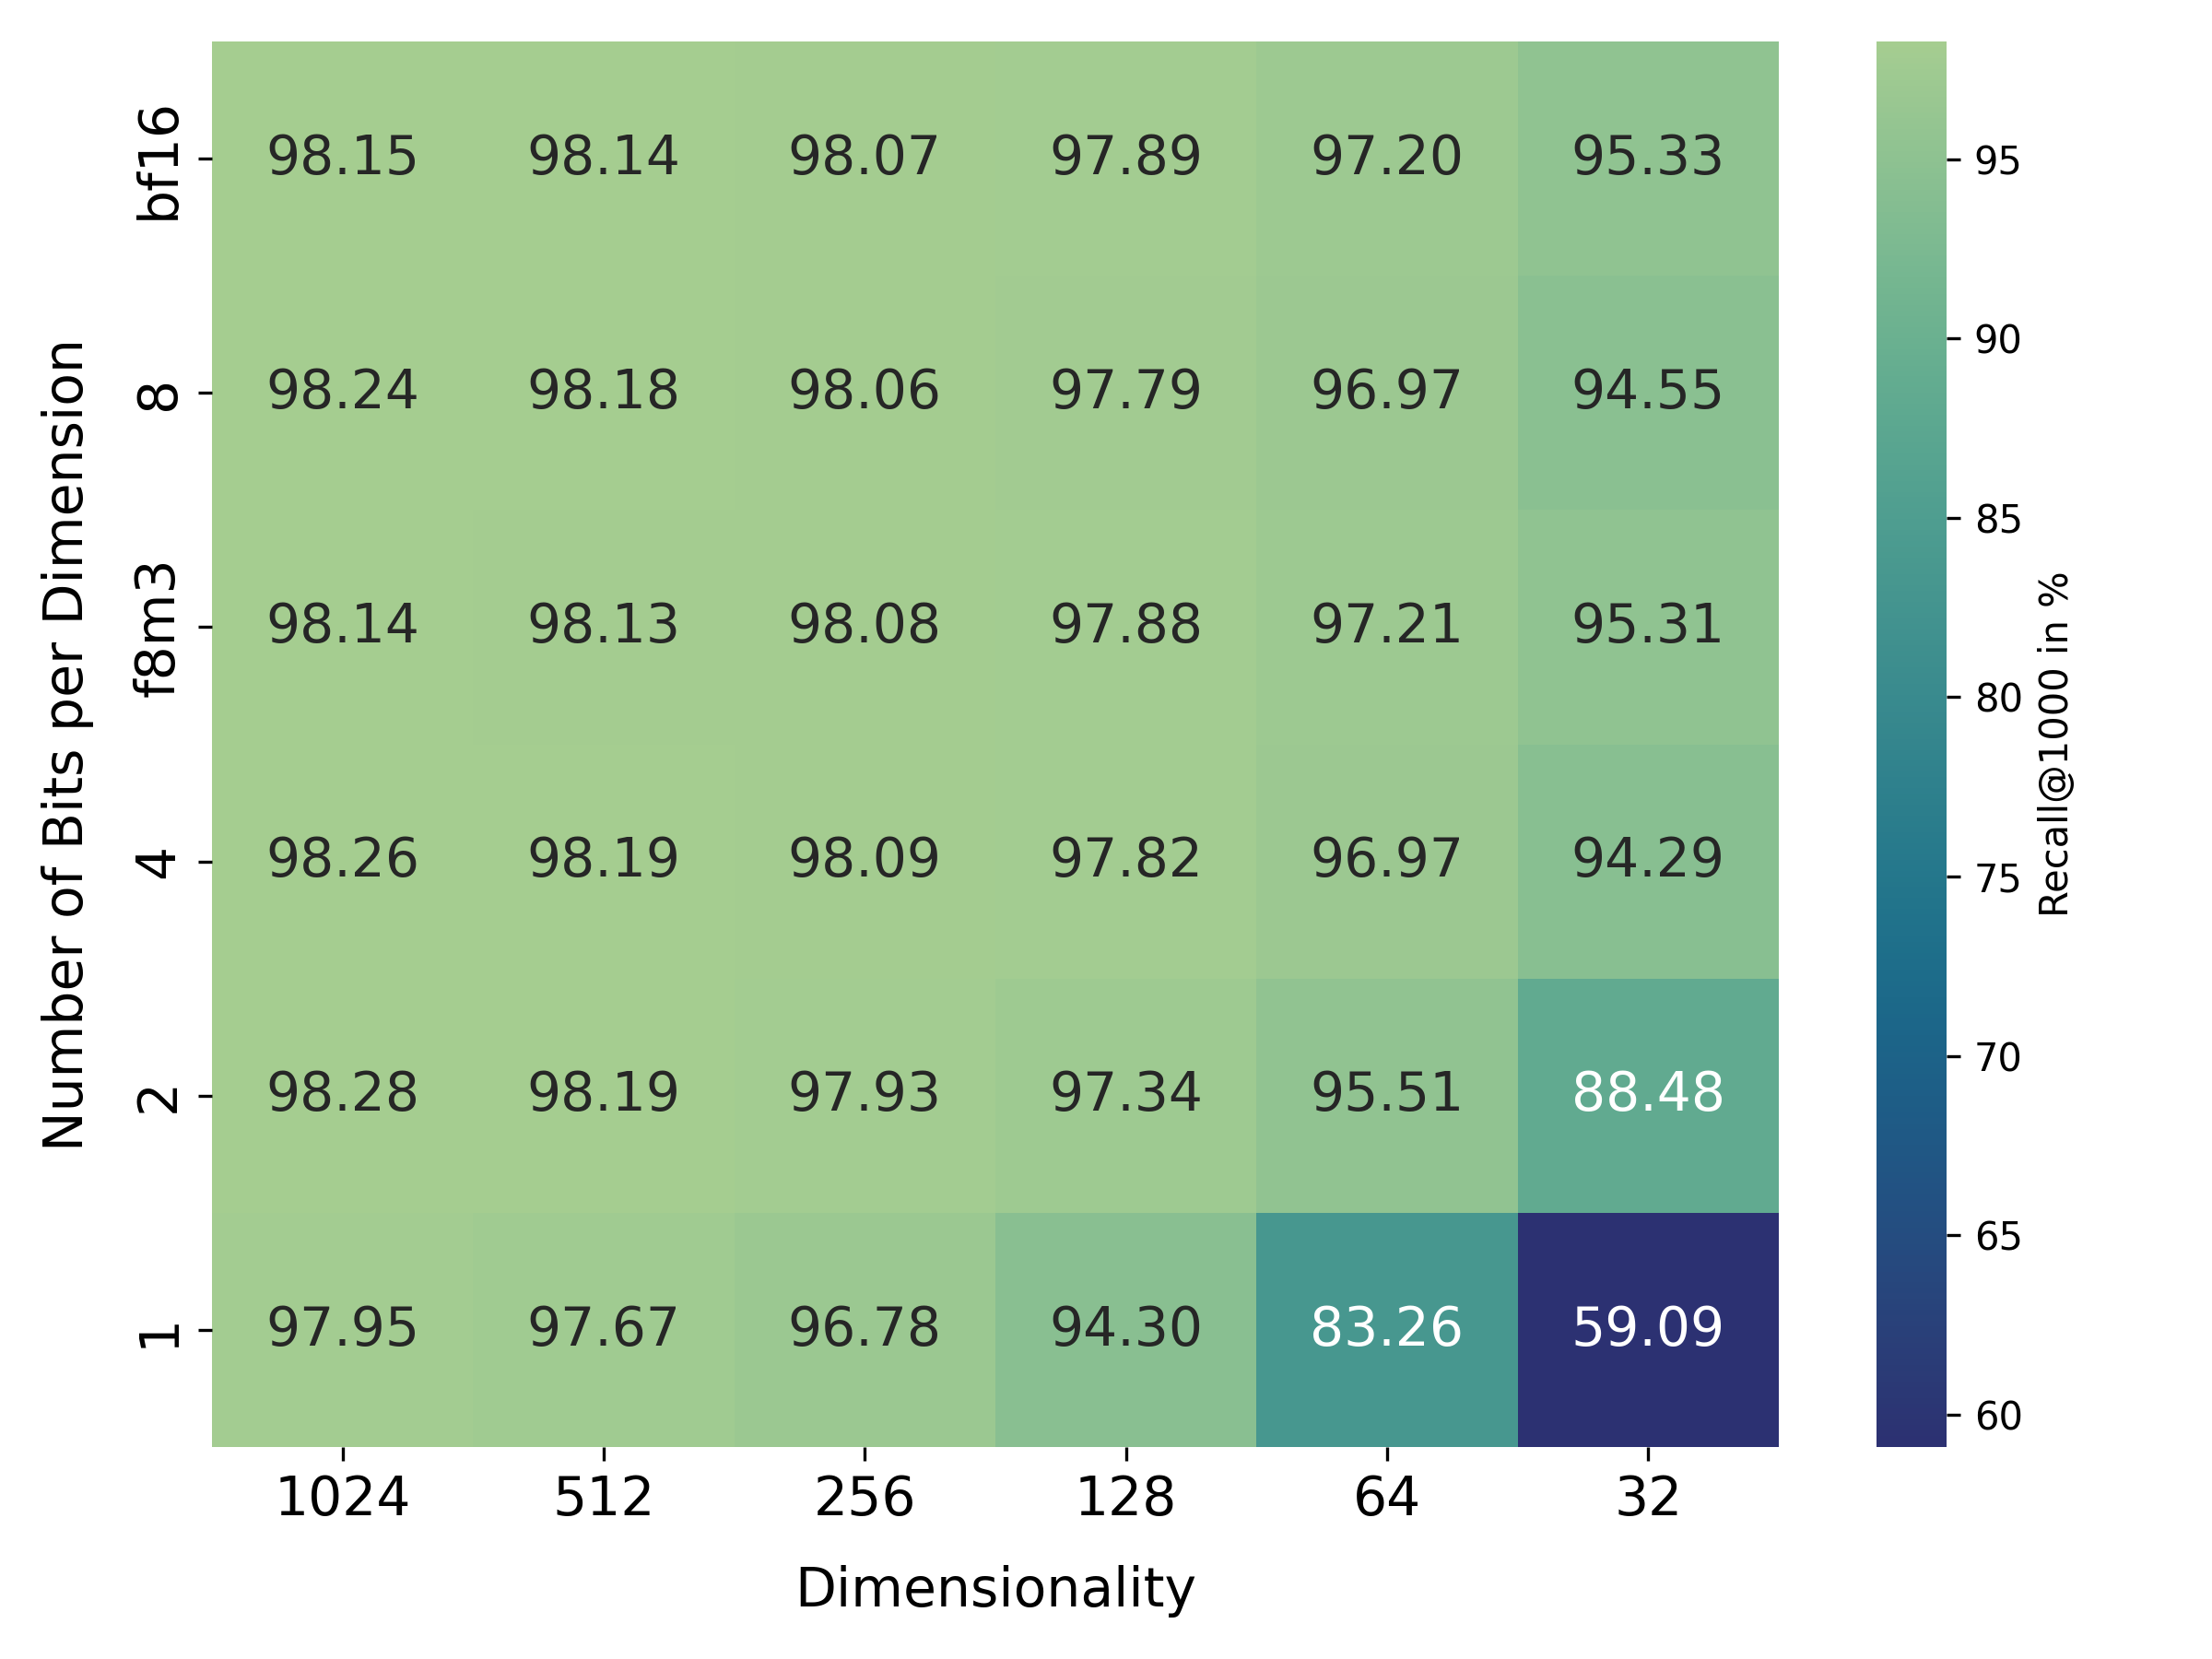 Number of Bits per Dimension
bf16 98.15 98.14 98.07 97.89 97.20 95.33
8 98.24 98.18 98.06 97.79 96.97 94.55
f8m3 98.14 98.13 98.08 97.88 97.21 95.31
4 98.26 98.19 98.09 97.82 96.97 94.29
2 98.28 98.19 97.93 97.34 95.51 88.48
1 97.95 97.67 96.78 94.30 83.26 59.09
1024 512 256 128 64 32
Dimensionality
95
90
85
80
75
70
65
60
Recall@1000 in %